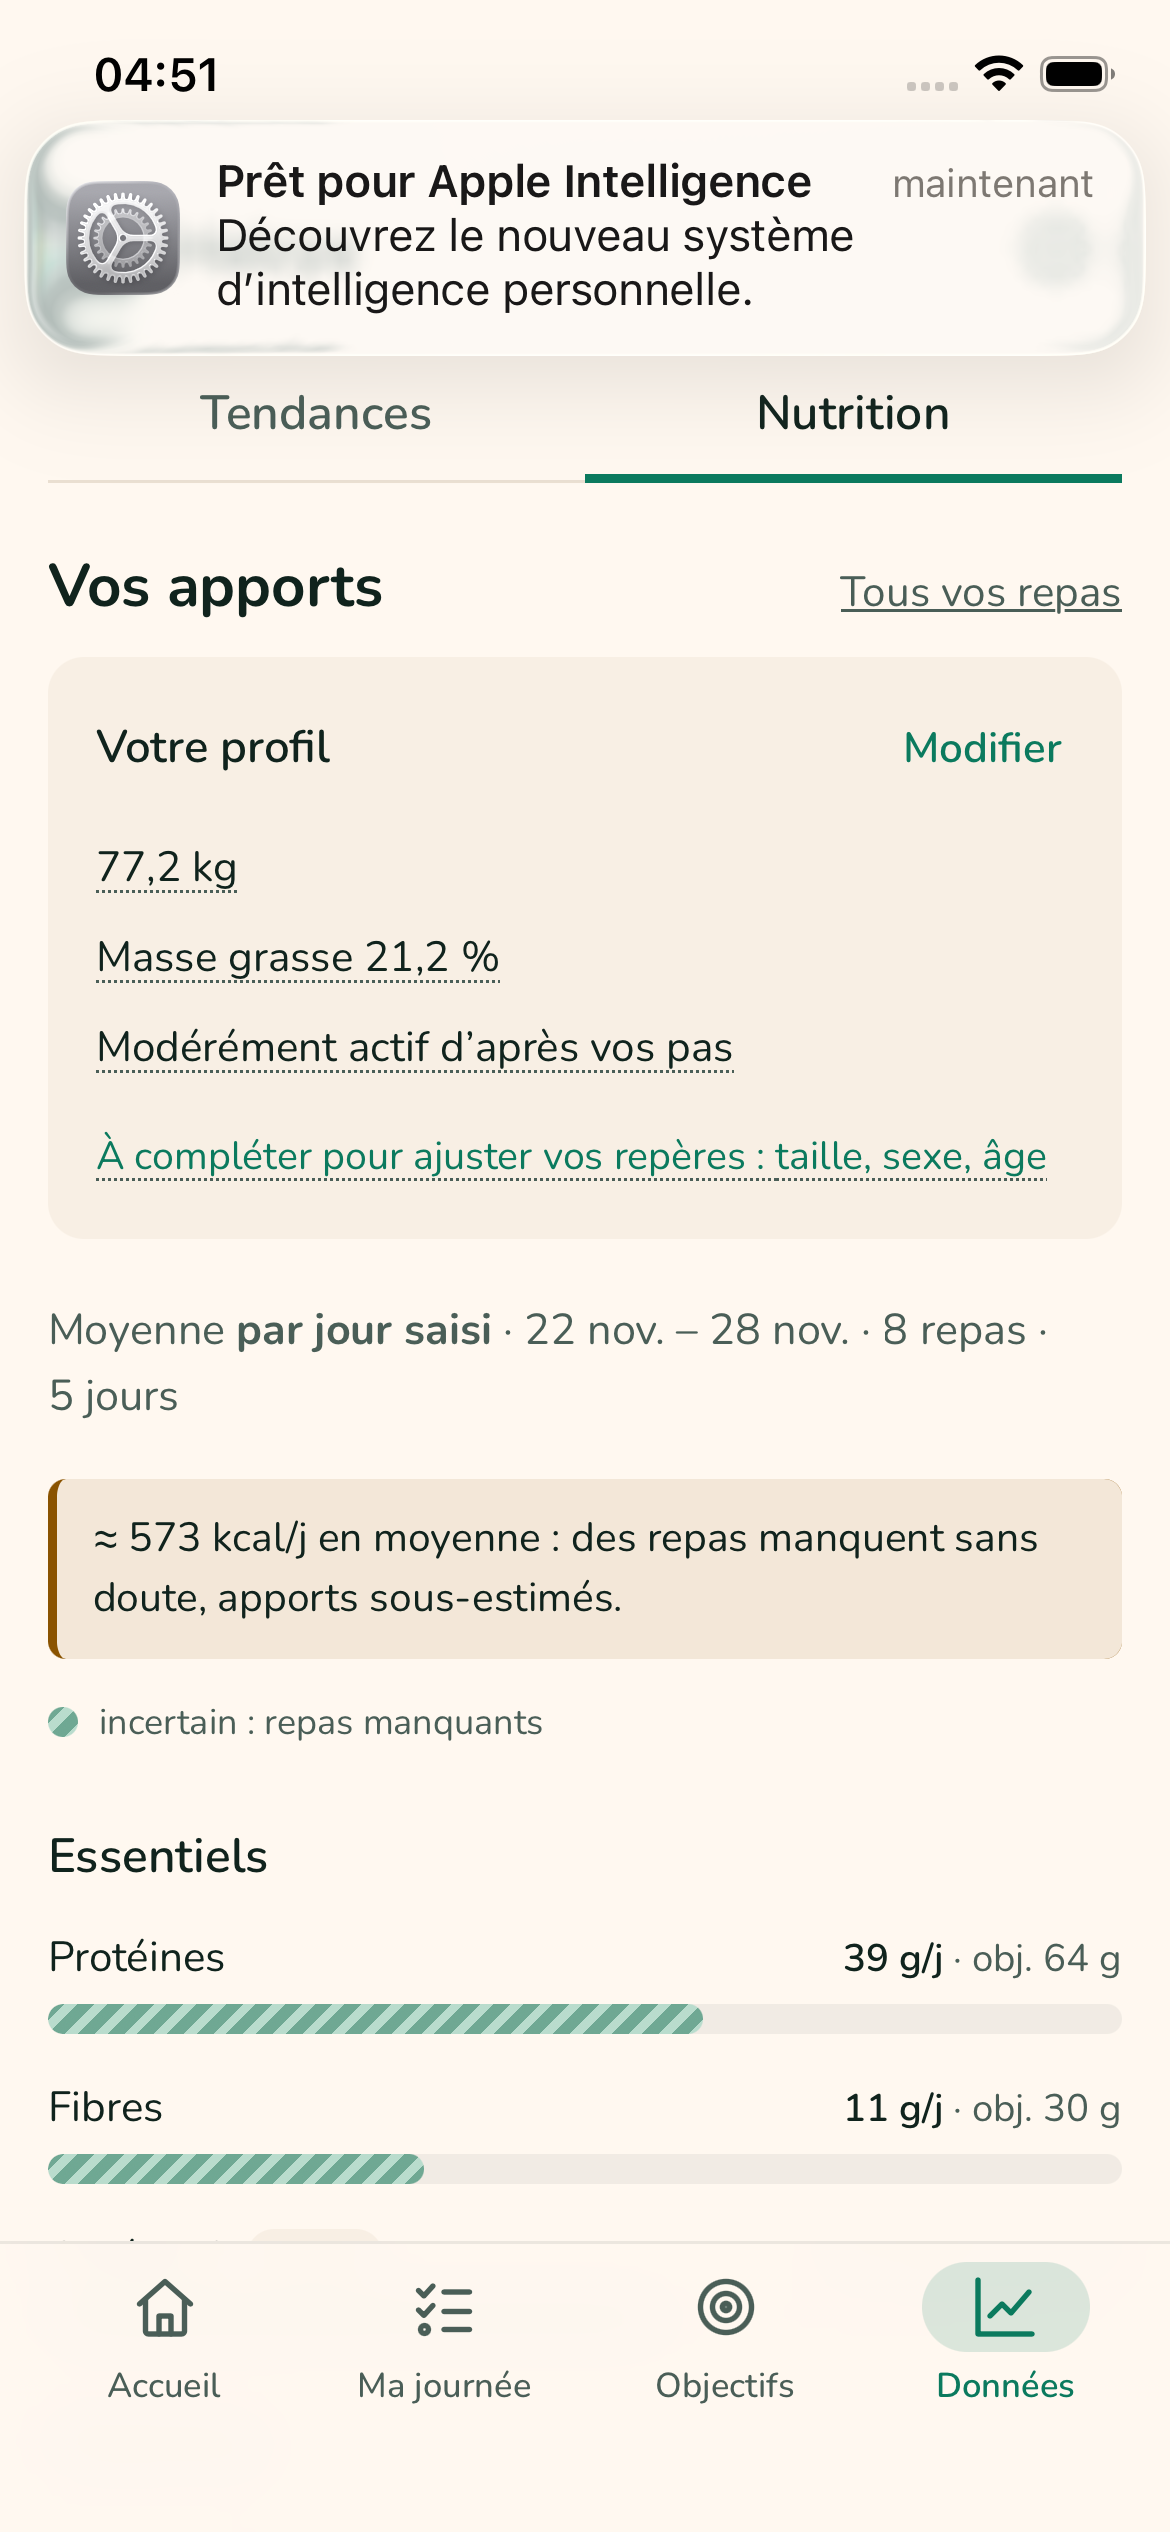 04:51
Prêt pour Apple Intelligence
maintenant
Découvrez le nouveau système
d’intelligence personnelle.
Tendances
Nutrition
Vos apports
Tous vos repas
Votre profil
Modifier
77,2 kg
Masse grasse 21,2 %
Modérément actif d’après vos pas
À compléter pour ajuster vos repères : taille, sexe, âge
Moyenne par jour saisi · 22 nov. – 28 nov. · 8 repas ·
5 jours
≈ 573 kcal/j en moyenne : des repas manquent sans
doute, apports sous-estimés.
incertain : repas manquants
Essentiels
Protéines
39 g/j · obj. 64 g
Fibres
11 g/j · obj. 30 g
Accueil
Ma journée
Objectifs
Données